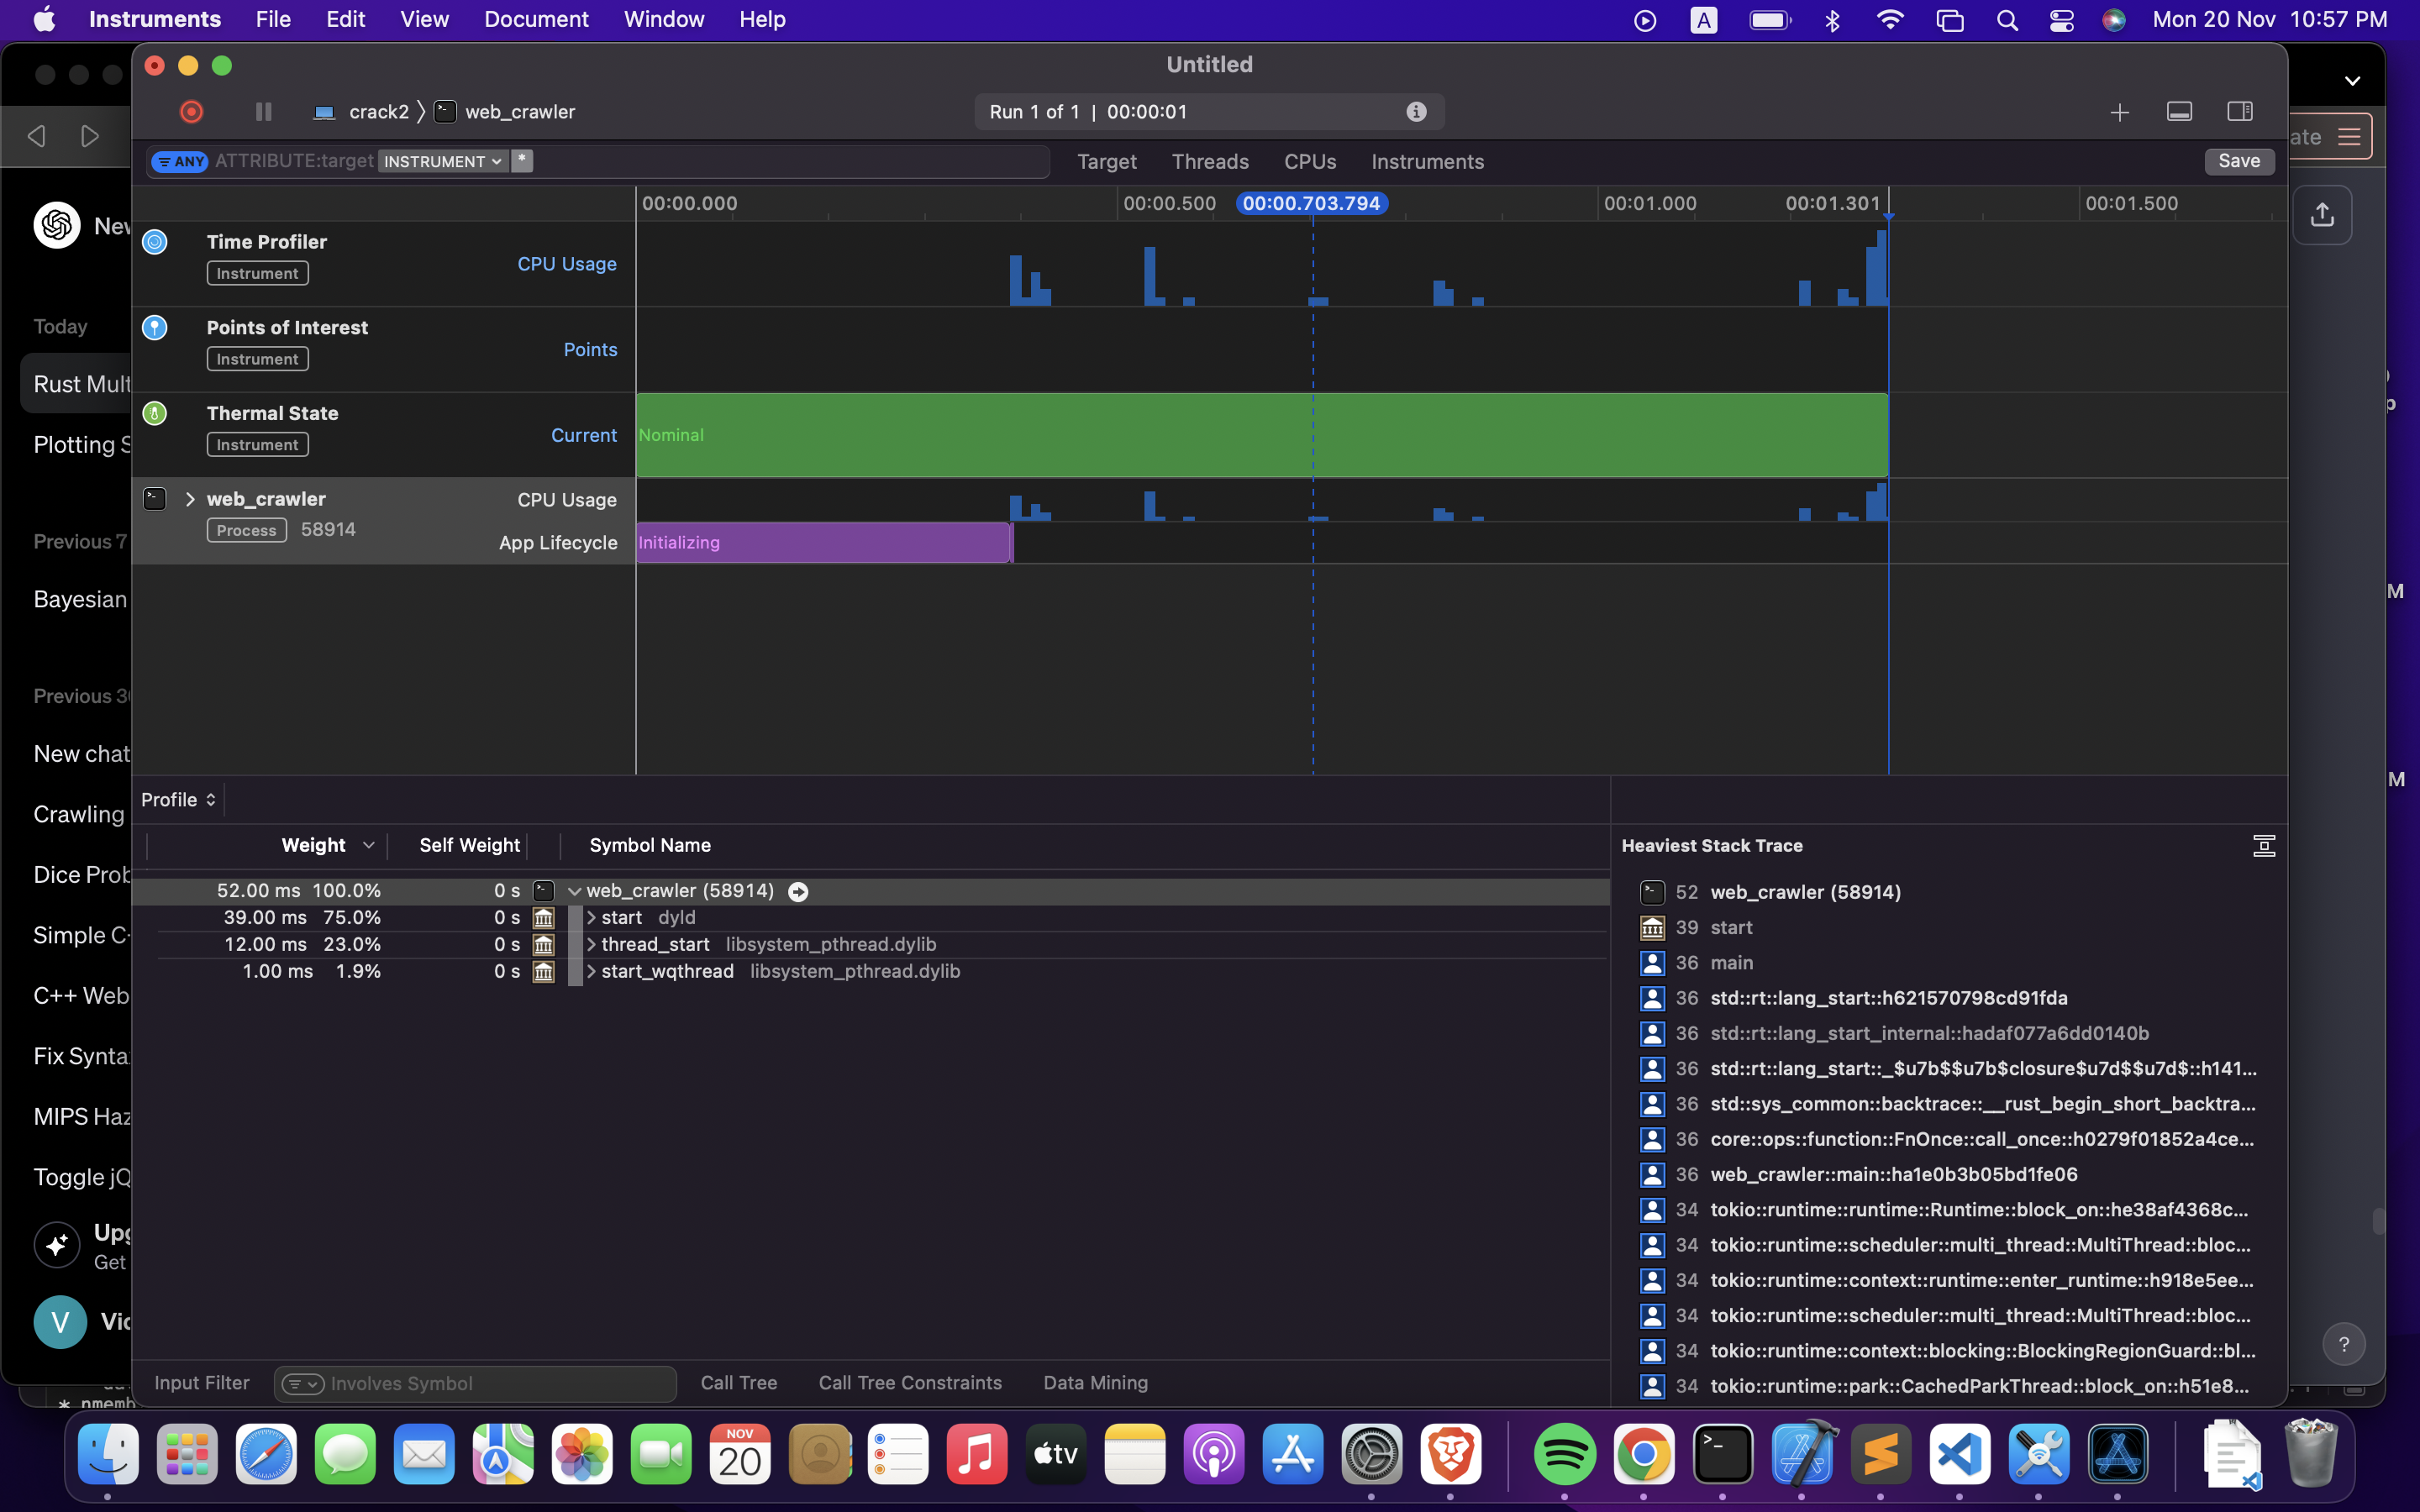 Instruments File Edit View Document Window Help
A Mon 20 Nov 10:57 PM
Untitled
crack2 web_crawler
Run 1 of 1 | 00:00:01
ANY ATTRIBUTE:target INSTRUMENT *
Target Threads CPUs Instruments
Save
ate
00:00.000 00:00.500 00:00.703.794 00:01.000 00:01.301 00:01.500
Time Profiler
Instrument
CPU Usage
Points of Interest
Instrument
Points
Thermal State
Instrument
Current
Nominal
web_crawler
Process 58914
CPU Usage
App Lifecycle
Initializing
Today
Rust Mult
Plotting S
Previous 7
Bayesian
Previous 3
New chat
Crawling
Dice Prob
Simple C
C++ Web
Fix Synta
MIPS Haz
Toggle jQ
Upg
Get
V Vic
M
M
Profile
Weight Self Weight Symbol Name
52.00 ms 100.0% 0 s web_crawler (58914)
39.00 ms 75.0% 0 s start dyld
12.00 ms 23.0% 0 s thread_start libsystem_pthread.dylib
1.00 ms 1.9% 0 s start_wqthread libsystem_pthread.dylib
Heaviest Stack Trace
52 web_crawler (58914)
39 start
36 main
36 std::rt::lang_start::h621570798cd91fda
36 std::rt::lang_start_internal::hadaf077a6dd0140b
36 std::rt::lang_start::_$u7b$$u7b$closure$u7d$$u7d$::h141...
36 std::sys_common::backtrace::__rust_begin_short_backtra...
36 core::ops::function::FnOnce::call_once::h0279f01852a4ce...
36 web_crawler::main::ha1e0b3b05bd1fe06
34 tokio::runtime::runtime::Runtime::block_on::he38af4368c...
34 tokio::runtime::scheduler::multi_thread::MultiThread::bloc...
34 tokio::runtime::context::runtime::enter_runtime::h918e5ee...
34 tokio::runtime::scheduler::multi_thread::MultiThread::bloc...
34 tokio::runtime::context::blocking::BlockingRegionGuard::bl...
34 tokio::runtime::park::CachedParkThread::block_on::h51e8...
?
Input Filter Involves Symbol Call Tree Call Tree Constraints Data Mining
NOV
20
tv